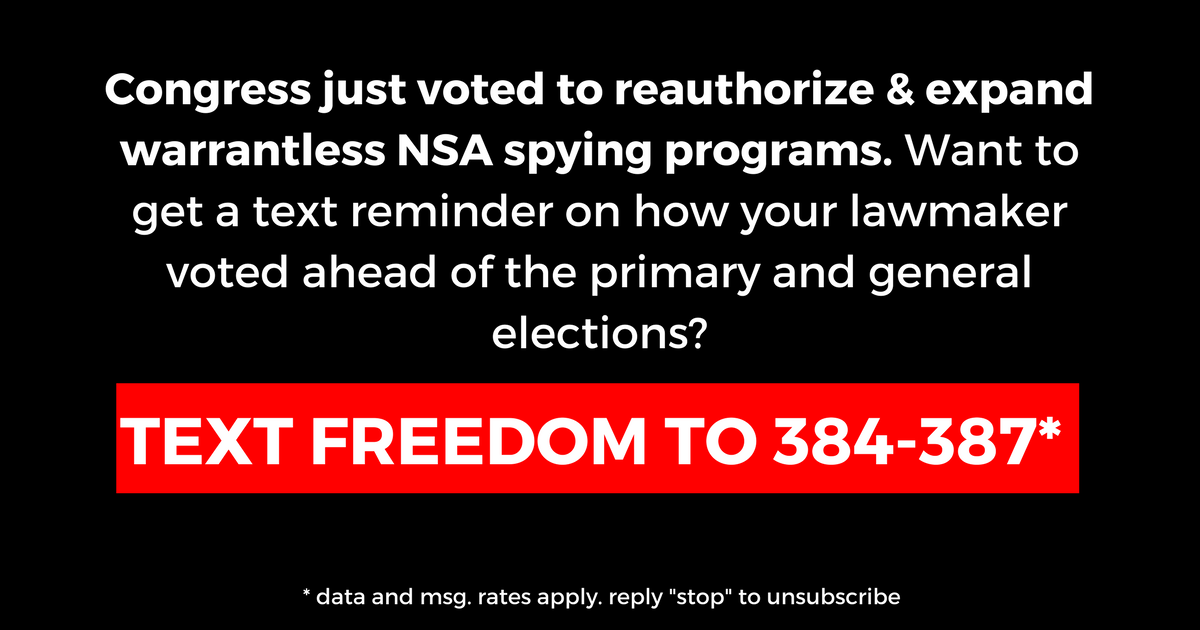 Congress just voted to reauthorize & expand
warrantless NSA spying programs. Want to
get a text reminder on how your lawmaker
voted ahead of the primary and general
elections?
TEXT FREEDOM TO 384-387*
* data and msg. rates apply. reply "stop" to unsubscribe